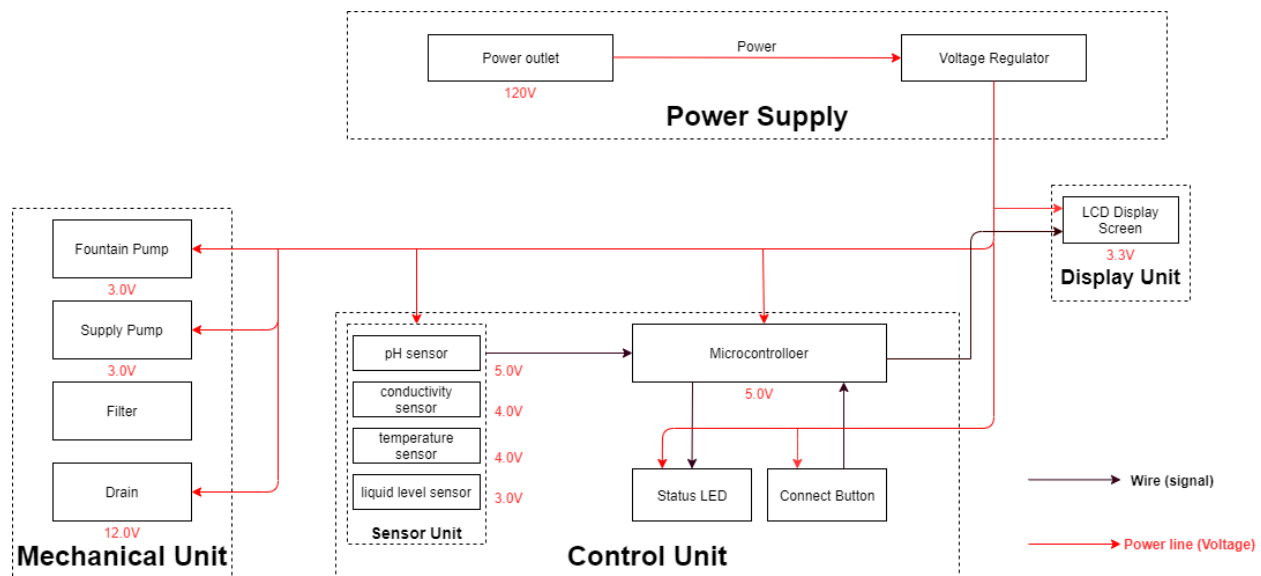 Power outlet
Power
Voltage Regulator
120V
Power Supply
LCD Display
Screen
3.3V
Display Unit
Fountain Pump
3.0V
Supply Pump
3.0V
Filter
Drain
12.0V
Mechanical Unit
pH sensor
5.0V
conductivity
sensor
4.0V
temperature
sensor
4.0V
liquid level sensor
3.0V
Sensor Unit
Microcontrolloer
5.0V
Status LED
Connect Button
Control Unit
Wire (signal)
Power line (Voltage)